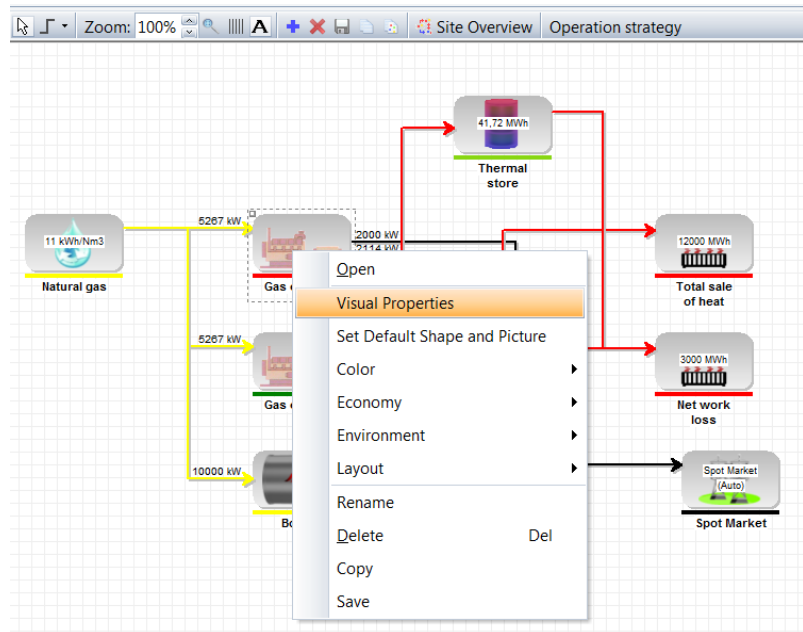 Zoom: 100% A Site Overview Operation strategy
41,72 MWh
Thermal
store
5267 kW
2000 kW
2114 kW
11 kWh/Nm3
Natural gas
Gas
12000 MWh
Total sale
of heat
5267 kW
Gas
3000 MWh
Net work
loss
10000 kW
Bo
Spot Market
(Auto)
Spot Market
Open
Visual Properties
Set Default Shape and Picture
Color
Economy
Environment
Layout
Rename
Delete Del
Copy
Save